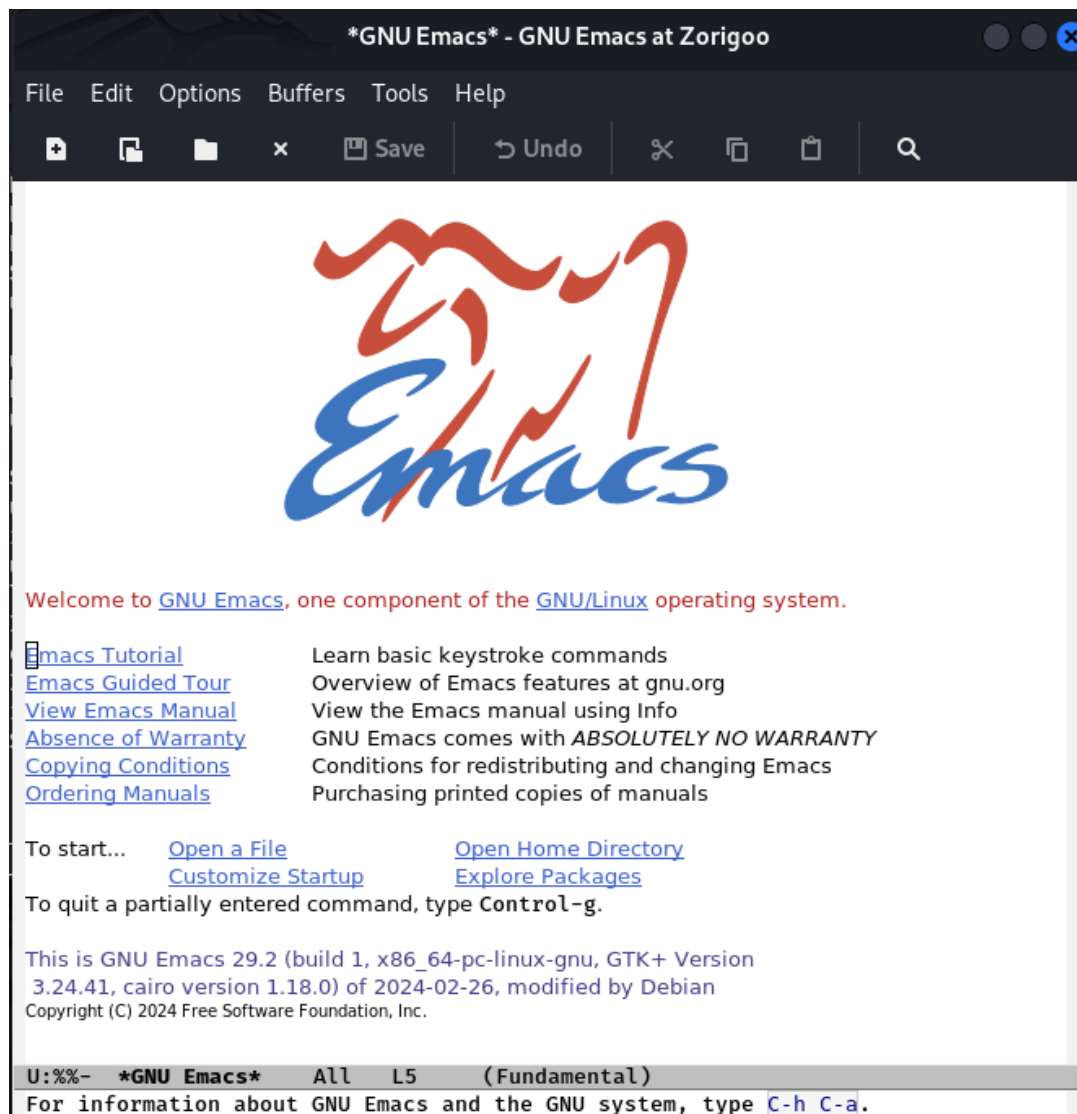 *GNU Emacs* - GNU Emacs at Zorigoo
File Edit Options Buffers Tools Help
Save Undo
Emacs
Welcome to GNU Emacs, one component of the GNU/Linux operating system.
Emacs Tutorial Learn basic keystroke commands
Emacs Guided Tour Overview of Emacs features at gnu.org
View Emacs Manual View the Emacs manual using Info
Absence of Warranty GNU Emacs comes with ABSOLUTELY NO WARRANTY
Copying Conditions Conditions for redistributing and changing Emacs
Ordering Manuals Purchasing printed copies of manuals
To start... Open a File Open Home Directory
Customize Startup Explore Packages
To quit a partially entered command, type Control-g.
This is GNU Emacs 29.2 (build 1, x86_64-pc-linux-gnu, GTK+ Version
3.24.41, cairo version 1.18.0) of 2024-02-26, modified by Debian
Copyright (C) 2024 Free Software Foundation, Inc.
U:%%- *GNU Emacs* All L5 (Fundamental)
For information about GNU Emacs and the GNU system, type C-h C-a.